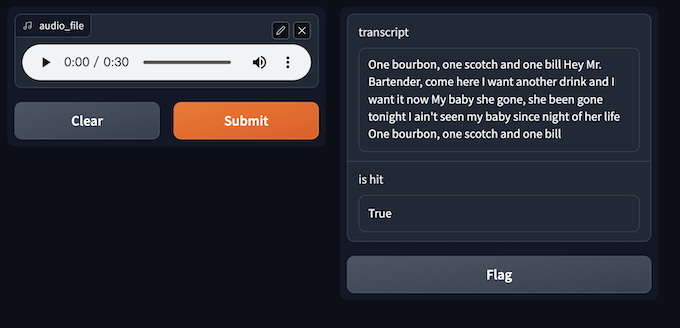 audio_file
0:00 / 0:30
Clear
Submit
transcript
One bourbon, one scotch and one bill Hey Mr.
Bartender, come here I want another drink and I
want it now My baby she gone, she been gone
tonight I ain't seen my baby since night of her life
One bourbon, one scotch and one bill
is hit
True
Flag